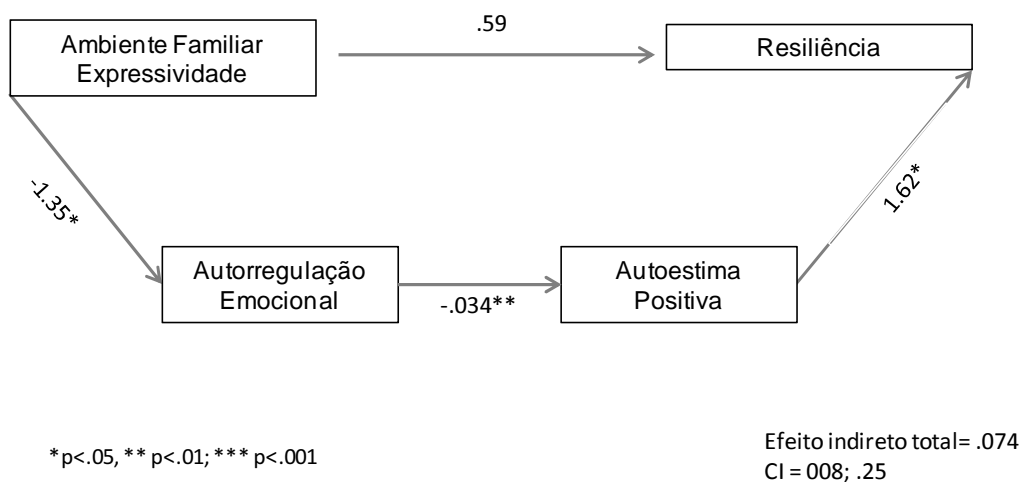 .59
Ambiente Familiar
Expressividade
Resiliência
-1.35*
1.62*
Autorregulação
Emocional
-.034**
Autoestima
Positiva
*p<.05, ** p<.01; *** p<.001
Efeito indireto total= .074
CI = 008; .25